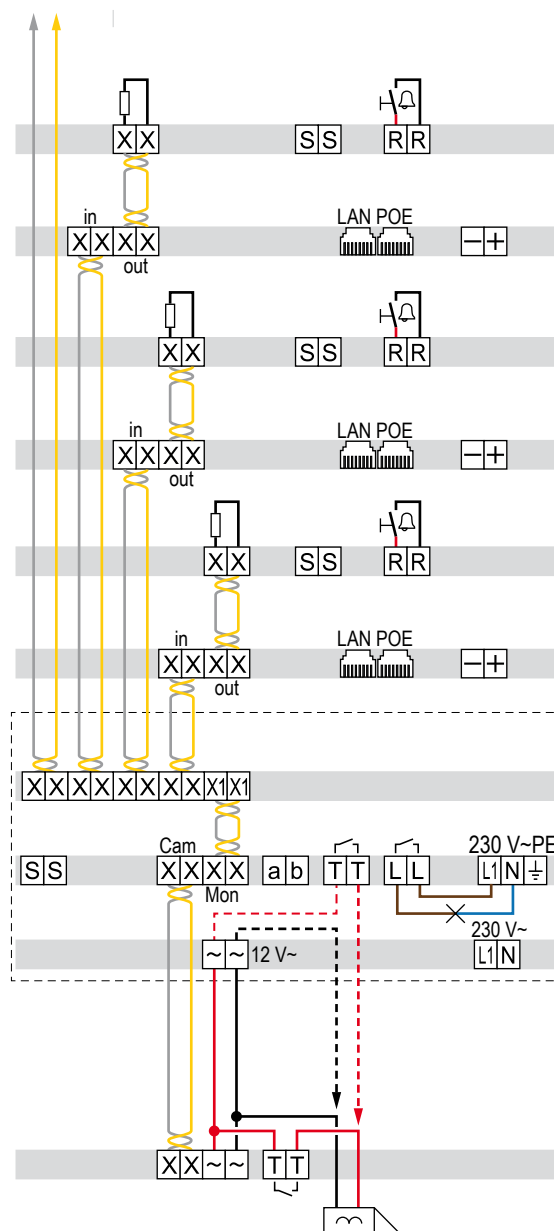 X X S S R R
in LAN POE
X X X X - +
out
X X S S R R
in LAN POE
X X X X - +
out
X X S S R R
in LAN POE
X X X X - +
out
X X X X X X X X X1 X1
Cam 230 V~PE
S S X X X X a b T T L L L1 N
Mon
230 V~
~ ~ 12 V~ L1 N
X X ~ ~ T T